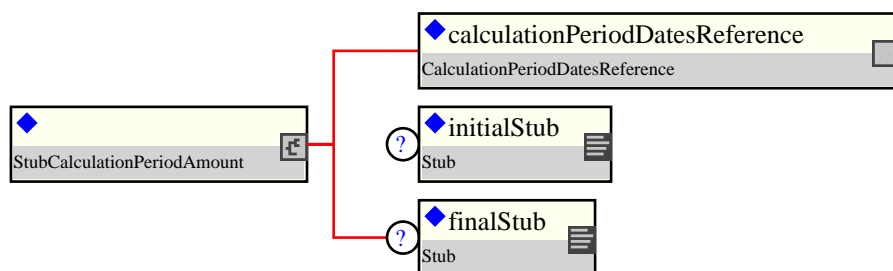 calculationPeriodDatesReference
CalculationPeriodDatesReference
StubCalculationPeriodAmount
?
initialStub
Stub
?
finalStub
Stub